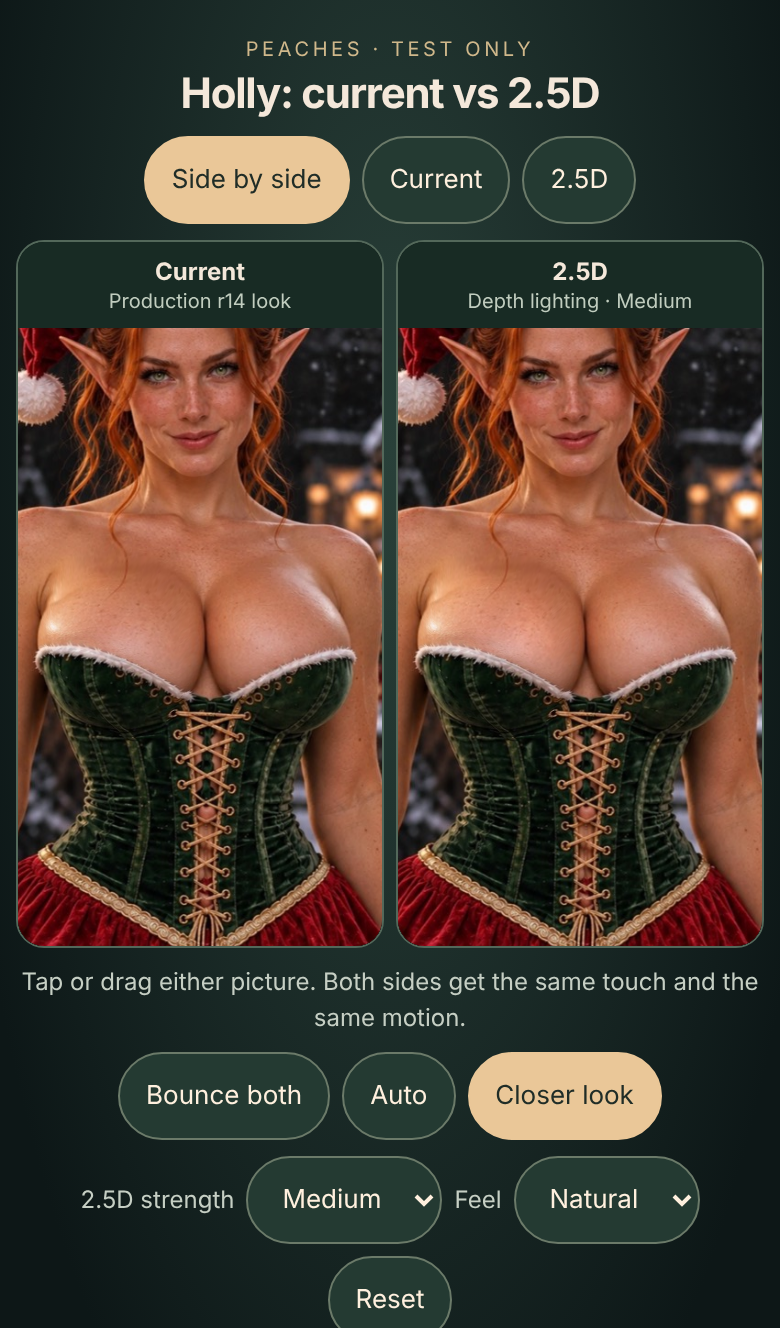 PEACHES · TEST ONLY
Holly: current vs 2.5D
Side by side
Current
2.5D
Current
Production r14 look
2.5D
Depth lighting · Medium
Tap or drag either picture. Both sides get the same touch and the
same motion.
Bounce both
Auto
Closer look
2.5D strength
Medium
Feel
Natural
Reset